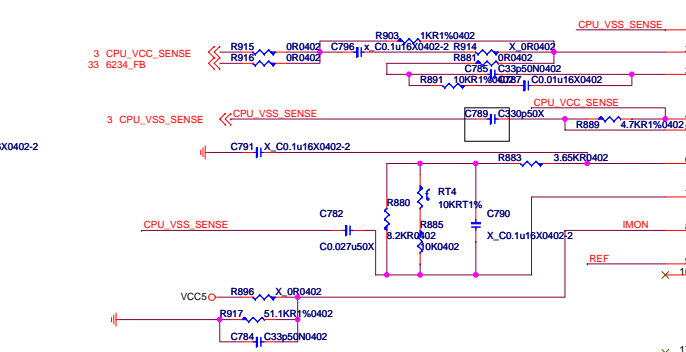 CPU_VSS_SENSE
R903 1KR1%0402
R915 0R0402 C796 x_C0.1u16X0402-2 R914 X_0R0402
3 CPU_VCC_SENSE R916 0R0402 R881 0R0402
33 6234_FB
C785 C33p50N0402
R891 10KR1%0402 C787 C0.01u16X0402
CPU_VCC_SENSE
3 CPU_VSS_SENSE CPU_VSS_SENSE C789 C330p50X
R889 4.7KR1%0402
X0402-2 C791 X_C0.1u16X0402-2
R883 3.65KR0402
RT4
10KRT1%
R880
C782 C790
CPU_VSS_SENSE R885 IMON
8.2KR0402 X_C0.1u16X0402-2
C0.027u50X 10K0402
REF
R896 X_0R0402
VCC5
R917 51.1KR1%0402
C784 C33p50N0402